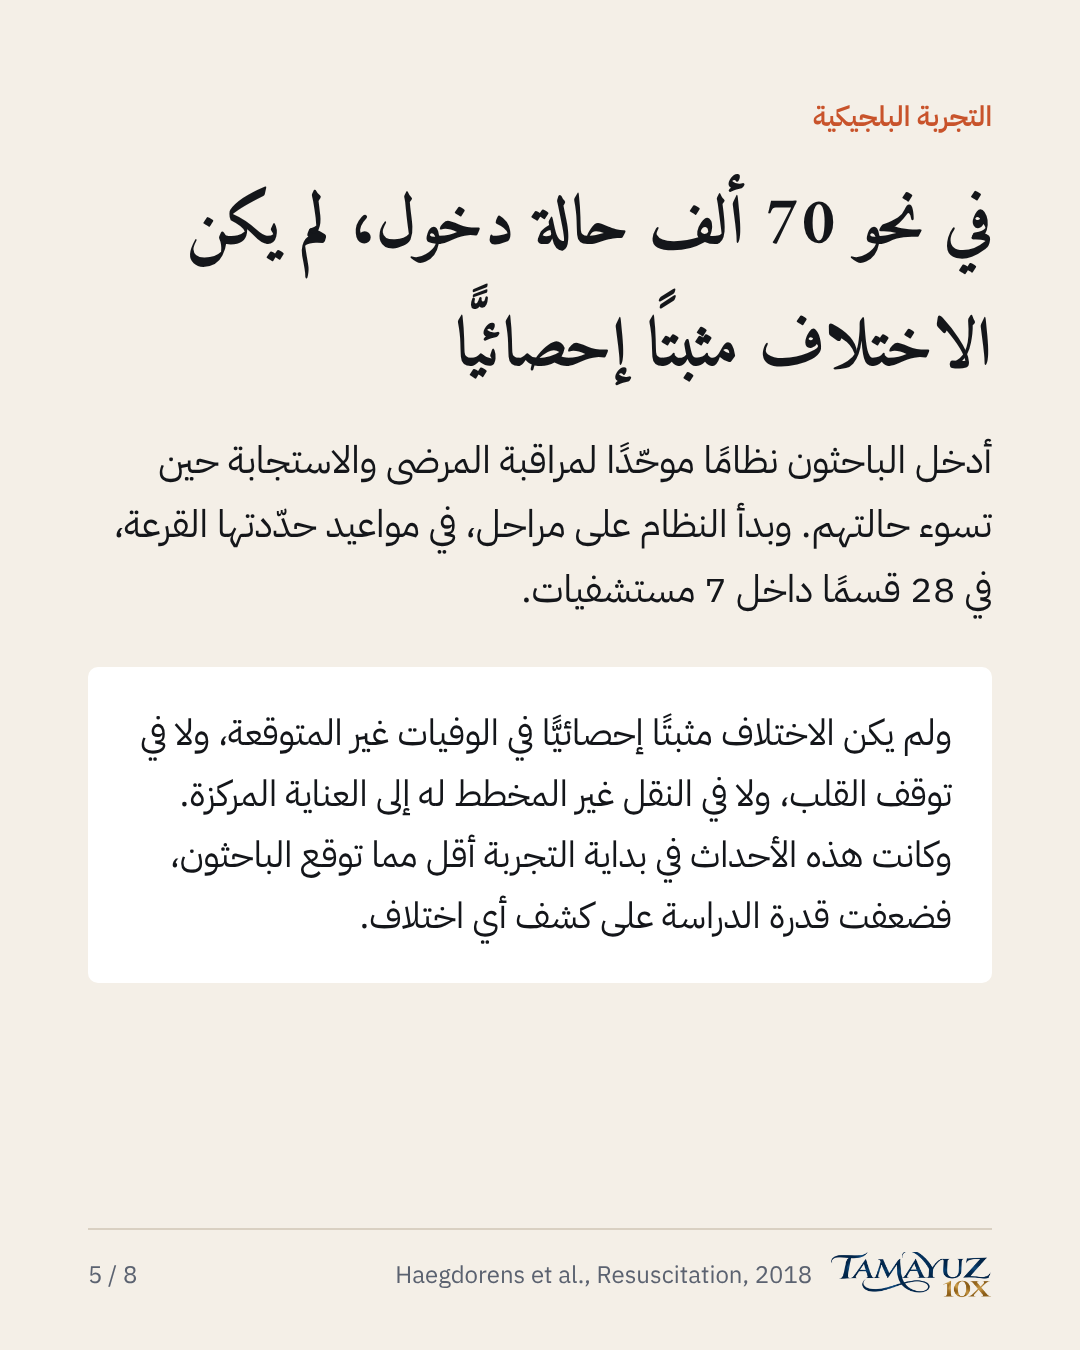 التجربة البلجيكية
في نحو 70 ألف حالة دخول، لم يكن
الاختلاف مثبتًا إحصائيًّا
أدخل الباحثون نظامًا موحّدًا لمراقبة المرضى والاستجابة حين
تسوء حالتهم. وبدأ النظام على مراحل، في مواعيد حدّدتها القرعة،
في 28 قسمًا داخل 7 مستشفيات.
ولم يكن الاختلاف مثبتًا إحصائيًّا في الوفيات غير المتوقعة، ولا في
توقف القلب، ولا في النقل غير المخطط له إلى العناية المركزة.
وكانت هذه الأحداث في بداية التجربة أقل مما توقع الباحثون،
فضعفت قدرة الدراسة على كشف أي اختلاف.
TAMAYUZ
10X
Haegdorens et al., Resuscitation, 2018
5 / 8